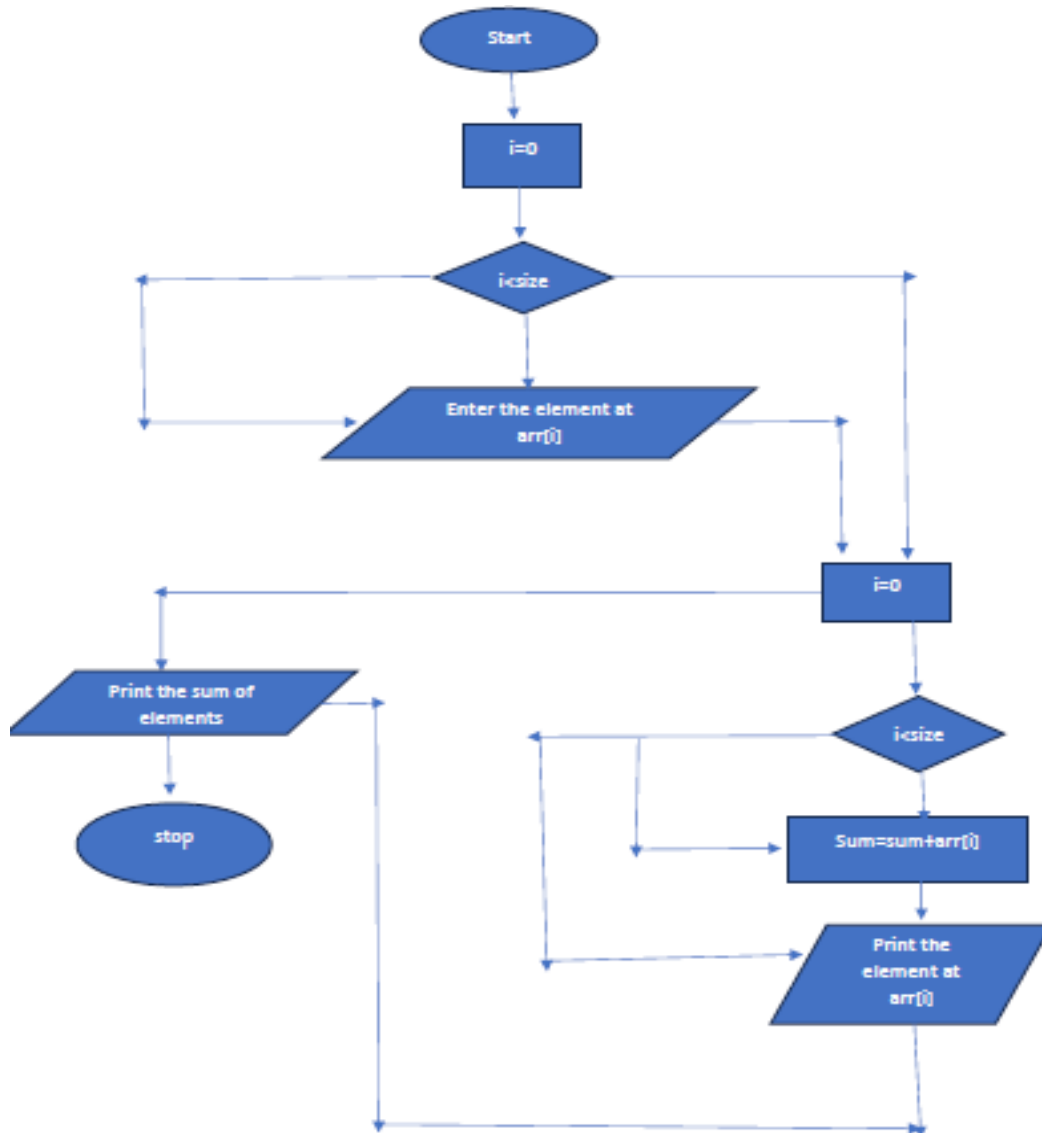 Start
i=0
i<size
Enter the element at
arr[i]
i=0
Print the sum of
elements
i<size
stop
Sum=sum+arr[i]
Print the
element at
arr[i]